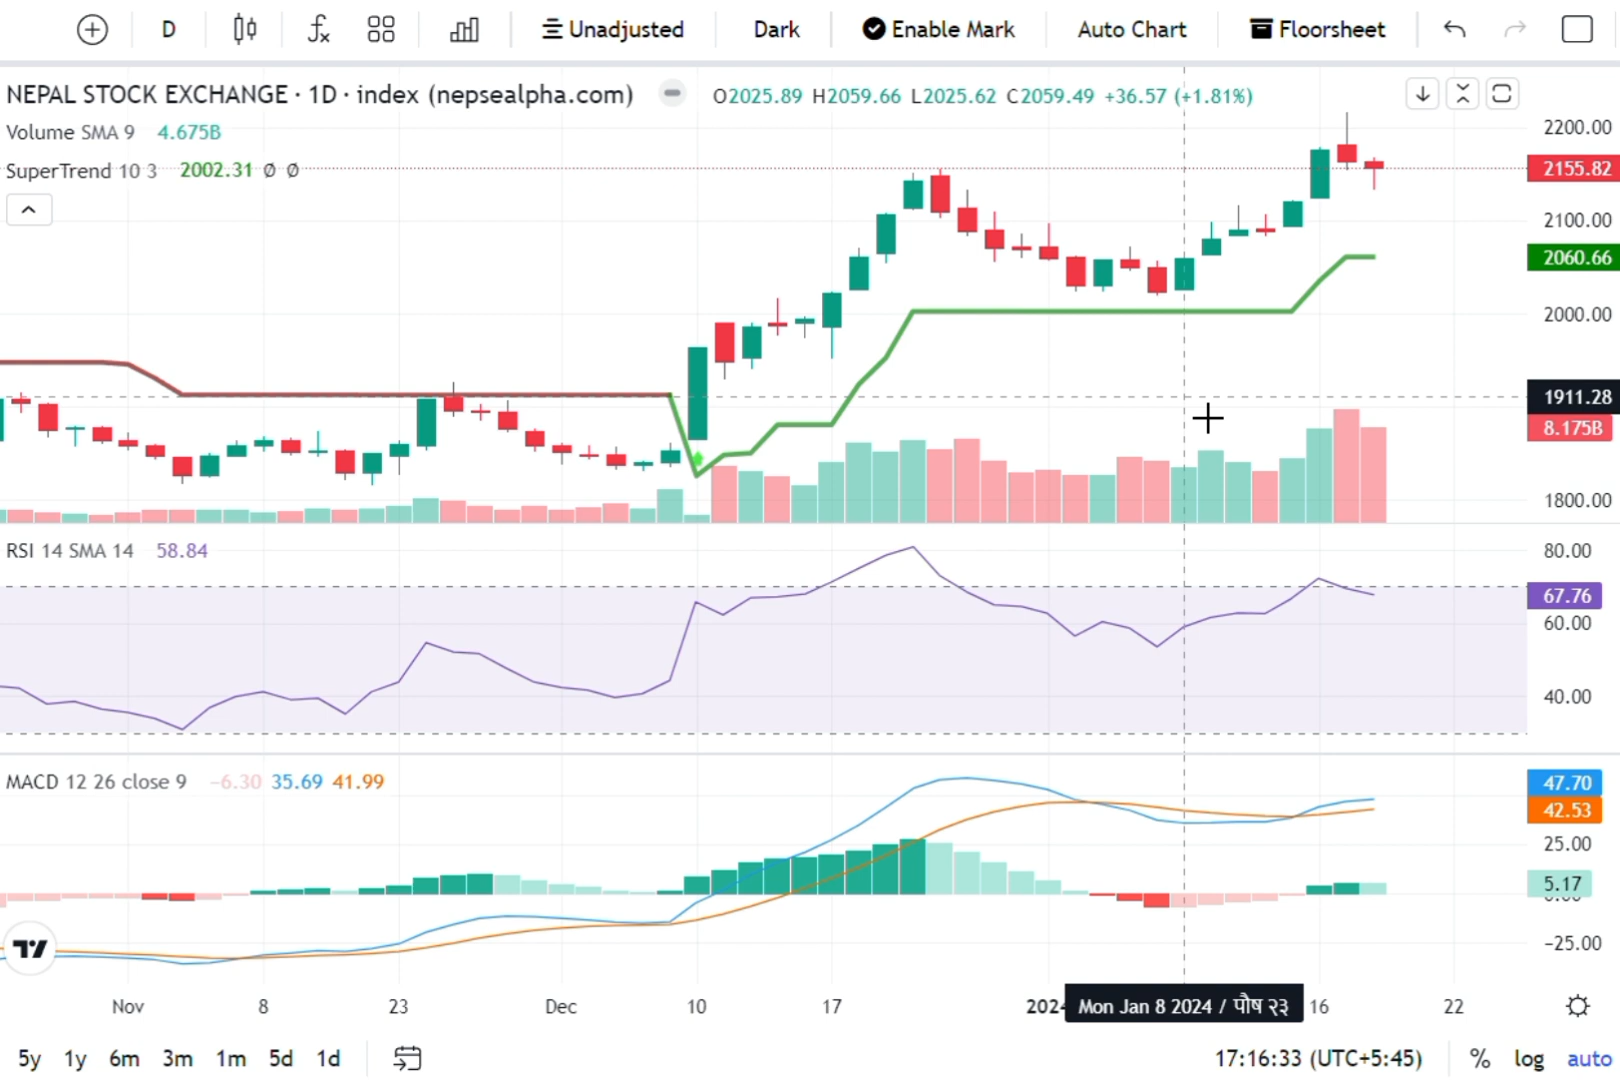 D Unadjusted Dark Enable Mark Auto Chart Floorsheet
NEPAL STOCK EXCHANGE · 1D · index (nepsealpha.com) O2025.89 H2059.66 L2025.62 C2059.49 +36.57 (+1.81%)
Volume SMA 9 4.675B
SuperTrend 10 3 2002.31 Ø Ø
2200.00
2155.82
2100.00
2060.66
2000.00
1911.28
8.175B
1800.00
RSI 14 SMA 14 58.84
80.00
67.76
60.00
40.00
MACD 12 26 close 9 −6.30 35.69 41.99
47.70
42.53
25.00
5.17
0.00
−25.00
Nov 8 23 Dec 10 17 2024 Mon Jan 8 2024 / पौष २३ 16 22
5y 1y 6m 3m 1m 5d 1d 17:16:33 (UTC+5:45) % log auto